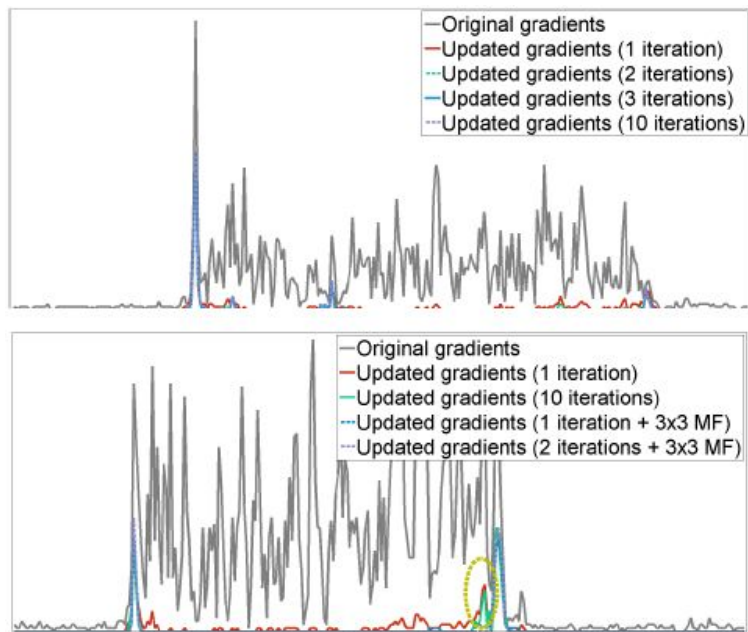 Original gradients
Updated gradients (1 iteration)
Updated gradients (2 iterations)
Updated gradients (3 iterations)
Updated gradients (10 iterations)
Original gradients
Updated gradients (1 iteration)
Updated gradients (10 iterations)
Updated gradients (1 iteration + 3x3 MF)
Updated gradients (2 iterations + 3x3 MF)